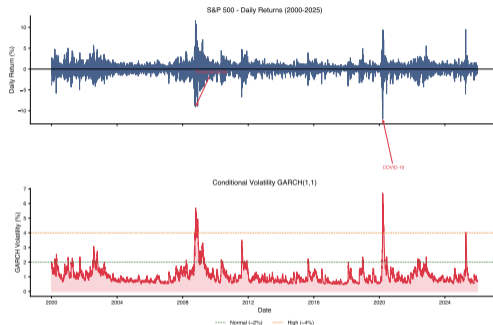 S&P 500 - Daily Returns (2000-2025)
Daily Return (%)
10
5
0
−5
−10
COVID-19
Conditional Volatility GARCH(1,1)
GARCH Volatility (%)
7
6
5
4
3
2
1
0
2000
2004
2008
2012
2016
2020
2024
Date
Normal (~2%)
High (~4%)